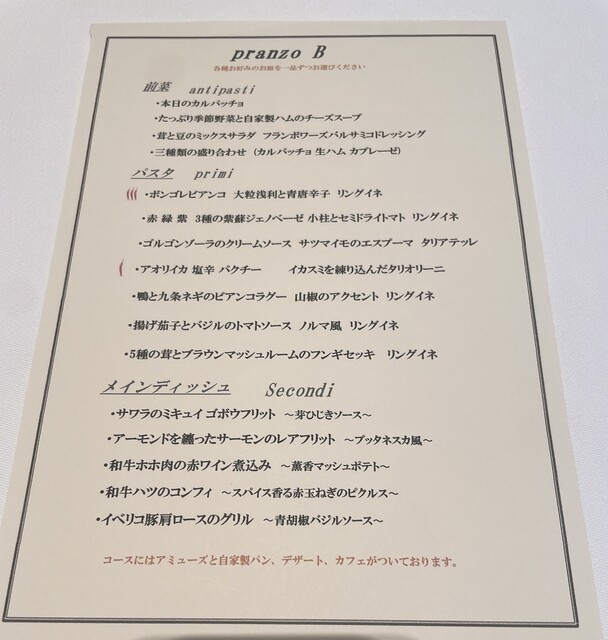 pranzo B
各種お好みのお皿を一品ずつお選びください
前菜 antipasti
・本日のカルパッチョ
・たっぷり季節野菜と自家製ハムのチーズスープ
・茸と豆のミックスサラダ フランボワーズバルサミコドレッシング
・三種類の盛り合わせ (カルパッチョ 生ハム カプレーゼ)
パスタ primi
・ボンゴレビアンコ 大粒浅利と青唐辛子 リングイネ
・赤 緑 紫 3種の紫蘇ジェノベーゼ 小柱とセミドライトマト リングイネ
・ゴルゴンゾーラのクリームソース サツマイモのエスプーマ タリアテッレ
・アオリイカ 塩辛 パクチー イカスミを練り込んだタリオリーニ
・鴨と九条ネギのビアンコラグー 山椒のアクセント リングイネ
・揚げ茄子とバジルのトマトソース ノルマ風 リングイネ
・5種の茸とブラウンマッシュルームのフンギセッキ リングイネ
メインディッシュ Secondi
・サワラのミキュイ ゴボウフリット ～芽ひじきソース～
・アーモンドを纏ったサーモンのレアフリット ～プッタネスカ風～
・和牛ホホ肉の赤ワイン煮込み ～薫香マッシュポテト～
・和牛ハツのコンフィ ～スパイス香る赤玉ねぎのピクルス～
・イベリコ豚肩ロースのグリル ～青胡椒バジルソース～
コースにはアミューズと自家製パン、デザート、カフェがついております。